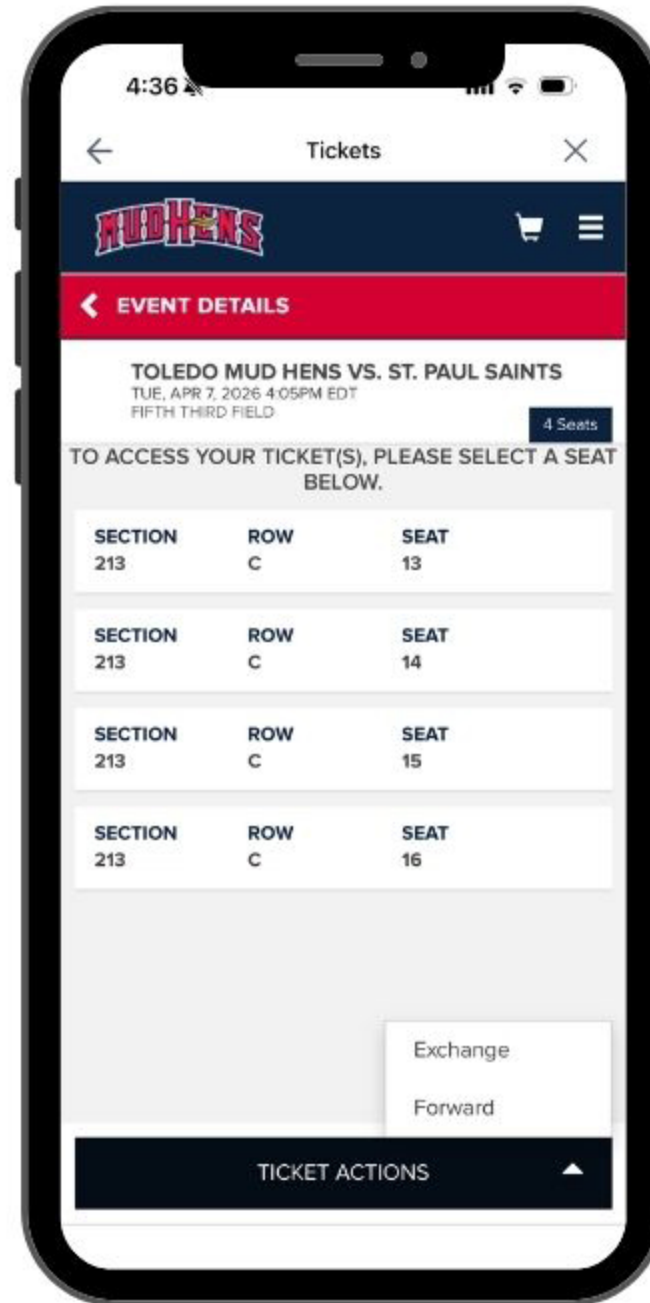 4:36
Tickets
MUDHENS
EVENT DETAILS
TOLEDO MUD HENS VS. ST. PAUL SAINTS
TUE, APR 7, 2026 4:05PM EDT
FIFTH THIRD FIELD
4 Seats
TO ACCESS YOUR TICKET(S), PLEASE SELECT A SEAT
BELOW.
SECTION ROW SEAT
213 C 13
SECTION ROW SEAT
213 C 14
SECTION ROW SEAT
213 C 15
SECTION ROW SEAT
213 C 16
Exchange
Forward
TICKET ACTIONS